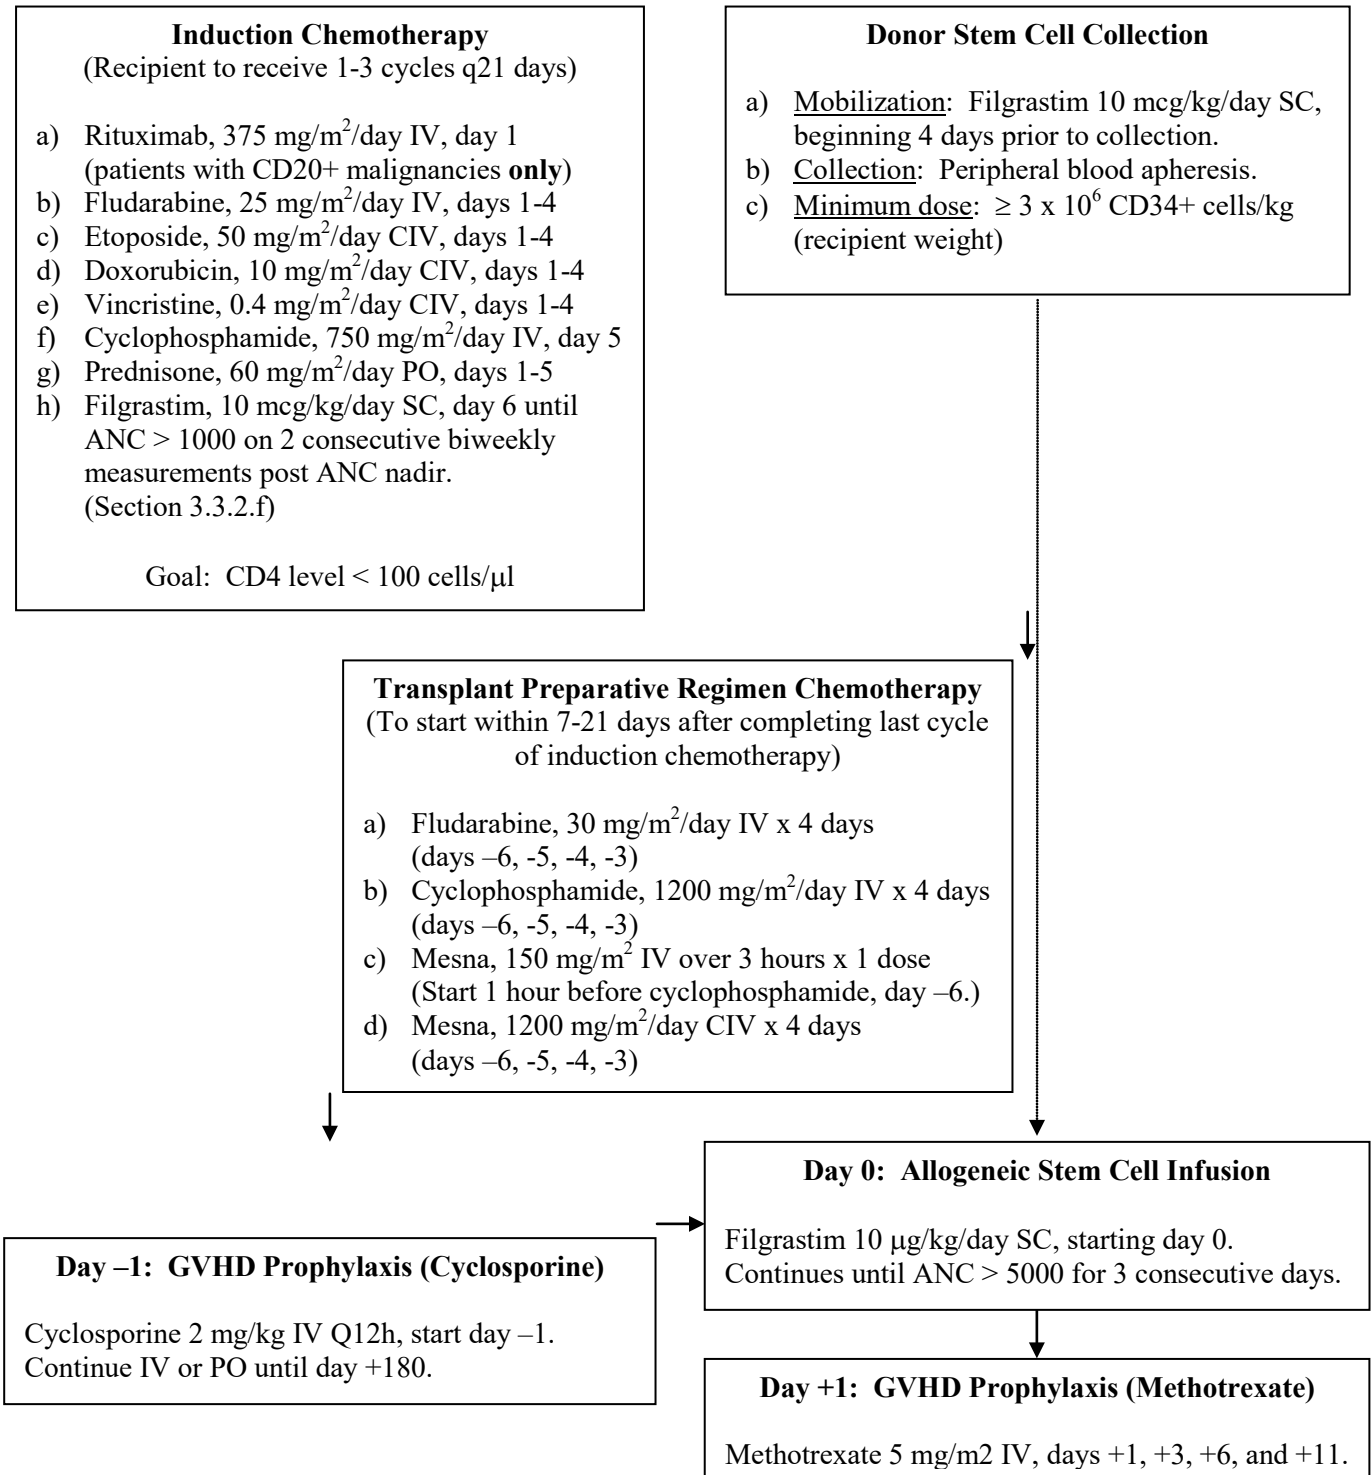 Induction Chemotherapy
(Recipient to receive 1-3 cycles q21 days)
a) Rituximab, 375 mg/m²/day IV, day 1
(patients with CD20+ malignancies only)
b) Fludarabine, 25 mg/m²/day IV, days 1-4
c) Etoposide, 50 mg/m²/day CIV, days 1-4
d) Doxorubicin, 10 mg/m²/day CIV, days 1-4
e) Vincristine, 0.4 mg/m²/day CIV, days 1-4
f) Cyclophosphamide, 750 mg/m²/day IV, day 5
g) Prednisone, 60 mg/m²/day PO, days 1-5
h) Filgrastim, 10 mcg/kg/day SC, day 6 until
ANC > 1000 on 2 consecutive biweekly
measurements post ANC nadir.
(Section 3.3.2.f)
Goal: CD4 level < 100 cells/μl
Donor Stem Cell Collection
a) Mobilization: Filgrastim 10 mcg/kg/day SC,
beginning 4 days prior to collection.
b) Collection: Peripheral blood apheresis.
c) Minimum dose: ≥ 3 x 10⁶ CD34+ cells/kg
(recipient weight)
Transplant Preparative Regimen Chemotherapy
(To start within 7-21 days after completing last cycle
of induction chemotherapy)
a) Fludarabine, 30 mg/m²/day IV x 4 days
(days –6, -5, -4, -3)
b) Cyclophosphamide, 1200 mg/m²/day IV x 4 days
(days –6, -5, -4, -3)
c) Mesna, 150 mg/m² IV over 3 hours x 1 dose
(Start 1 hour before cyclophosphamide, day –6.)
d) Mesna, 1200 mg/m²/day CIV x 4 days
(days –6, -5, -4, -3)
Day –1: GVHD Prophylaxis (Cyclosporine)
Cyclosporine 2 mg/kg IV Q12h, start day –1.
Continue IV or PO until day +180.
Day 0: Allogeneic Stem Cell Infusion
Filgrastim 10 μg/kg/day SC, starting day 0.
Continues until ANC > 5000 for 3 consecutive days.
Day +1: GVHD Prophylaxis (Methotrexate)
Methotrexate 5 mg/m2 IV, days +1, +3, +6, and +11.